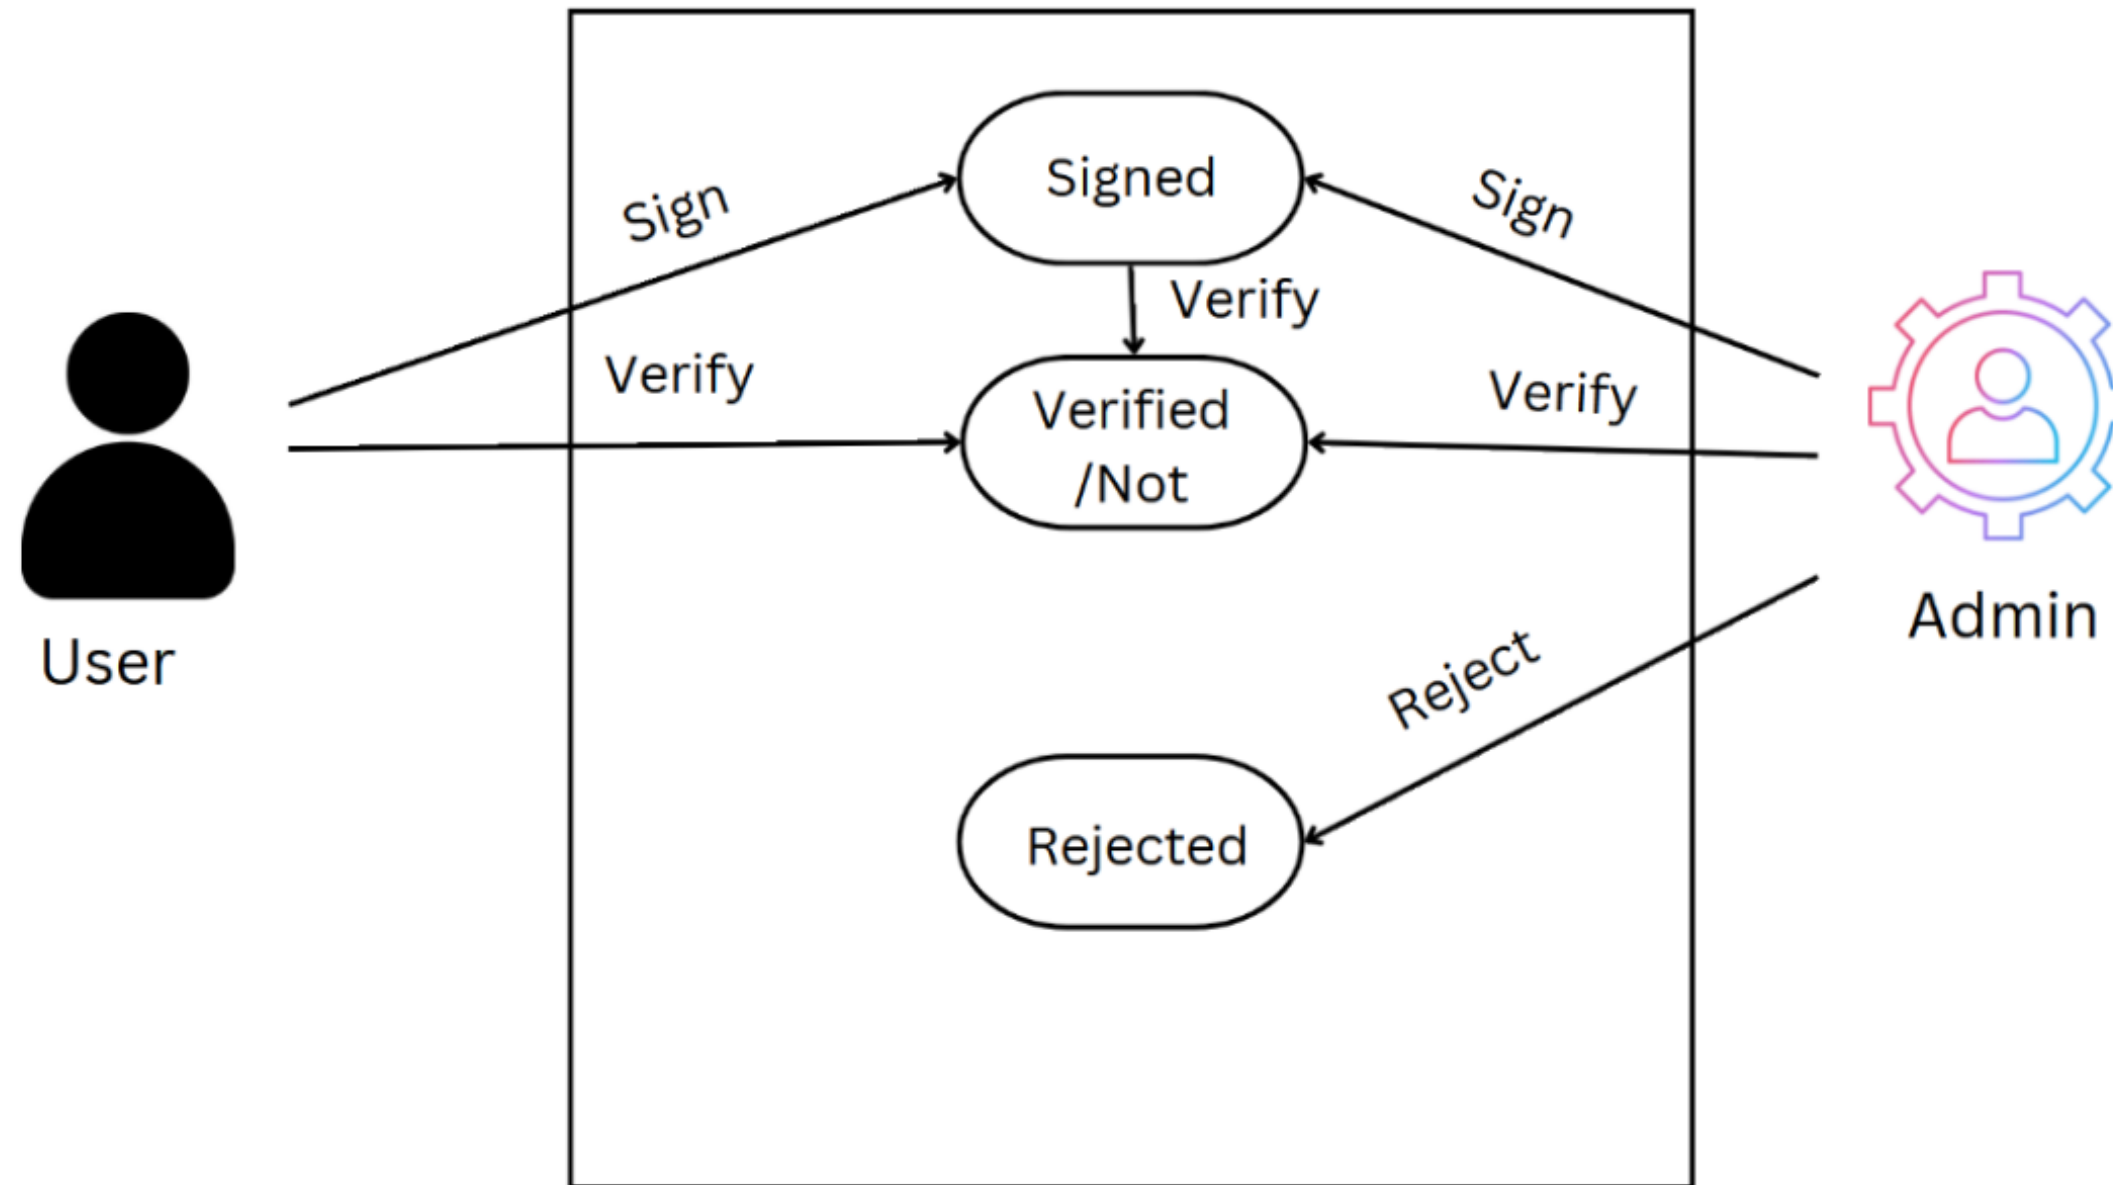 Signed
Sign
Sign
Verify
Verify
Verified
/Not
Verify
User
Admin
Reject
Rejected